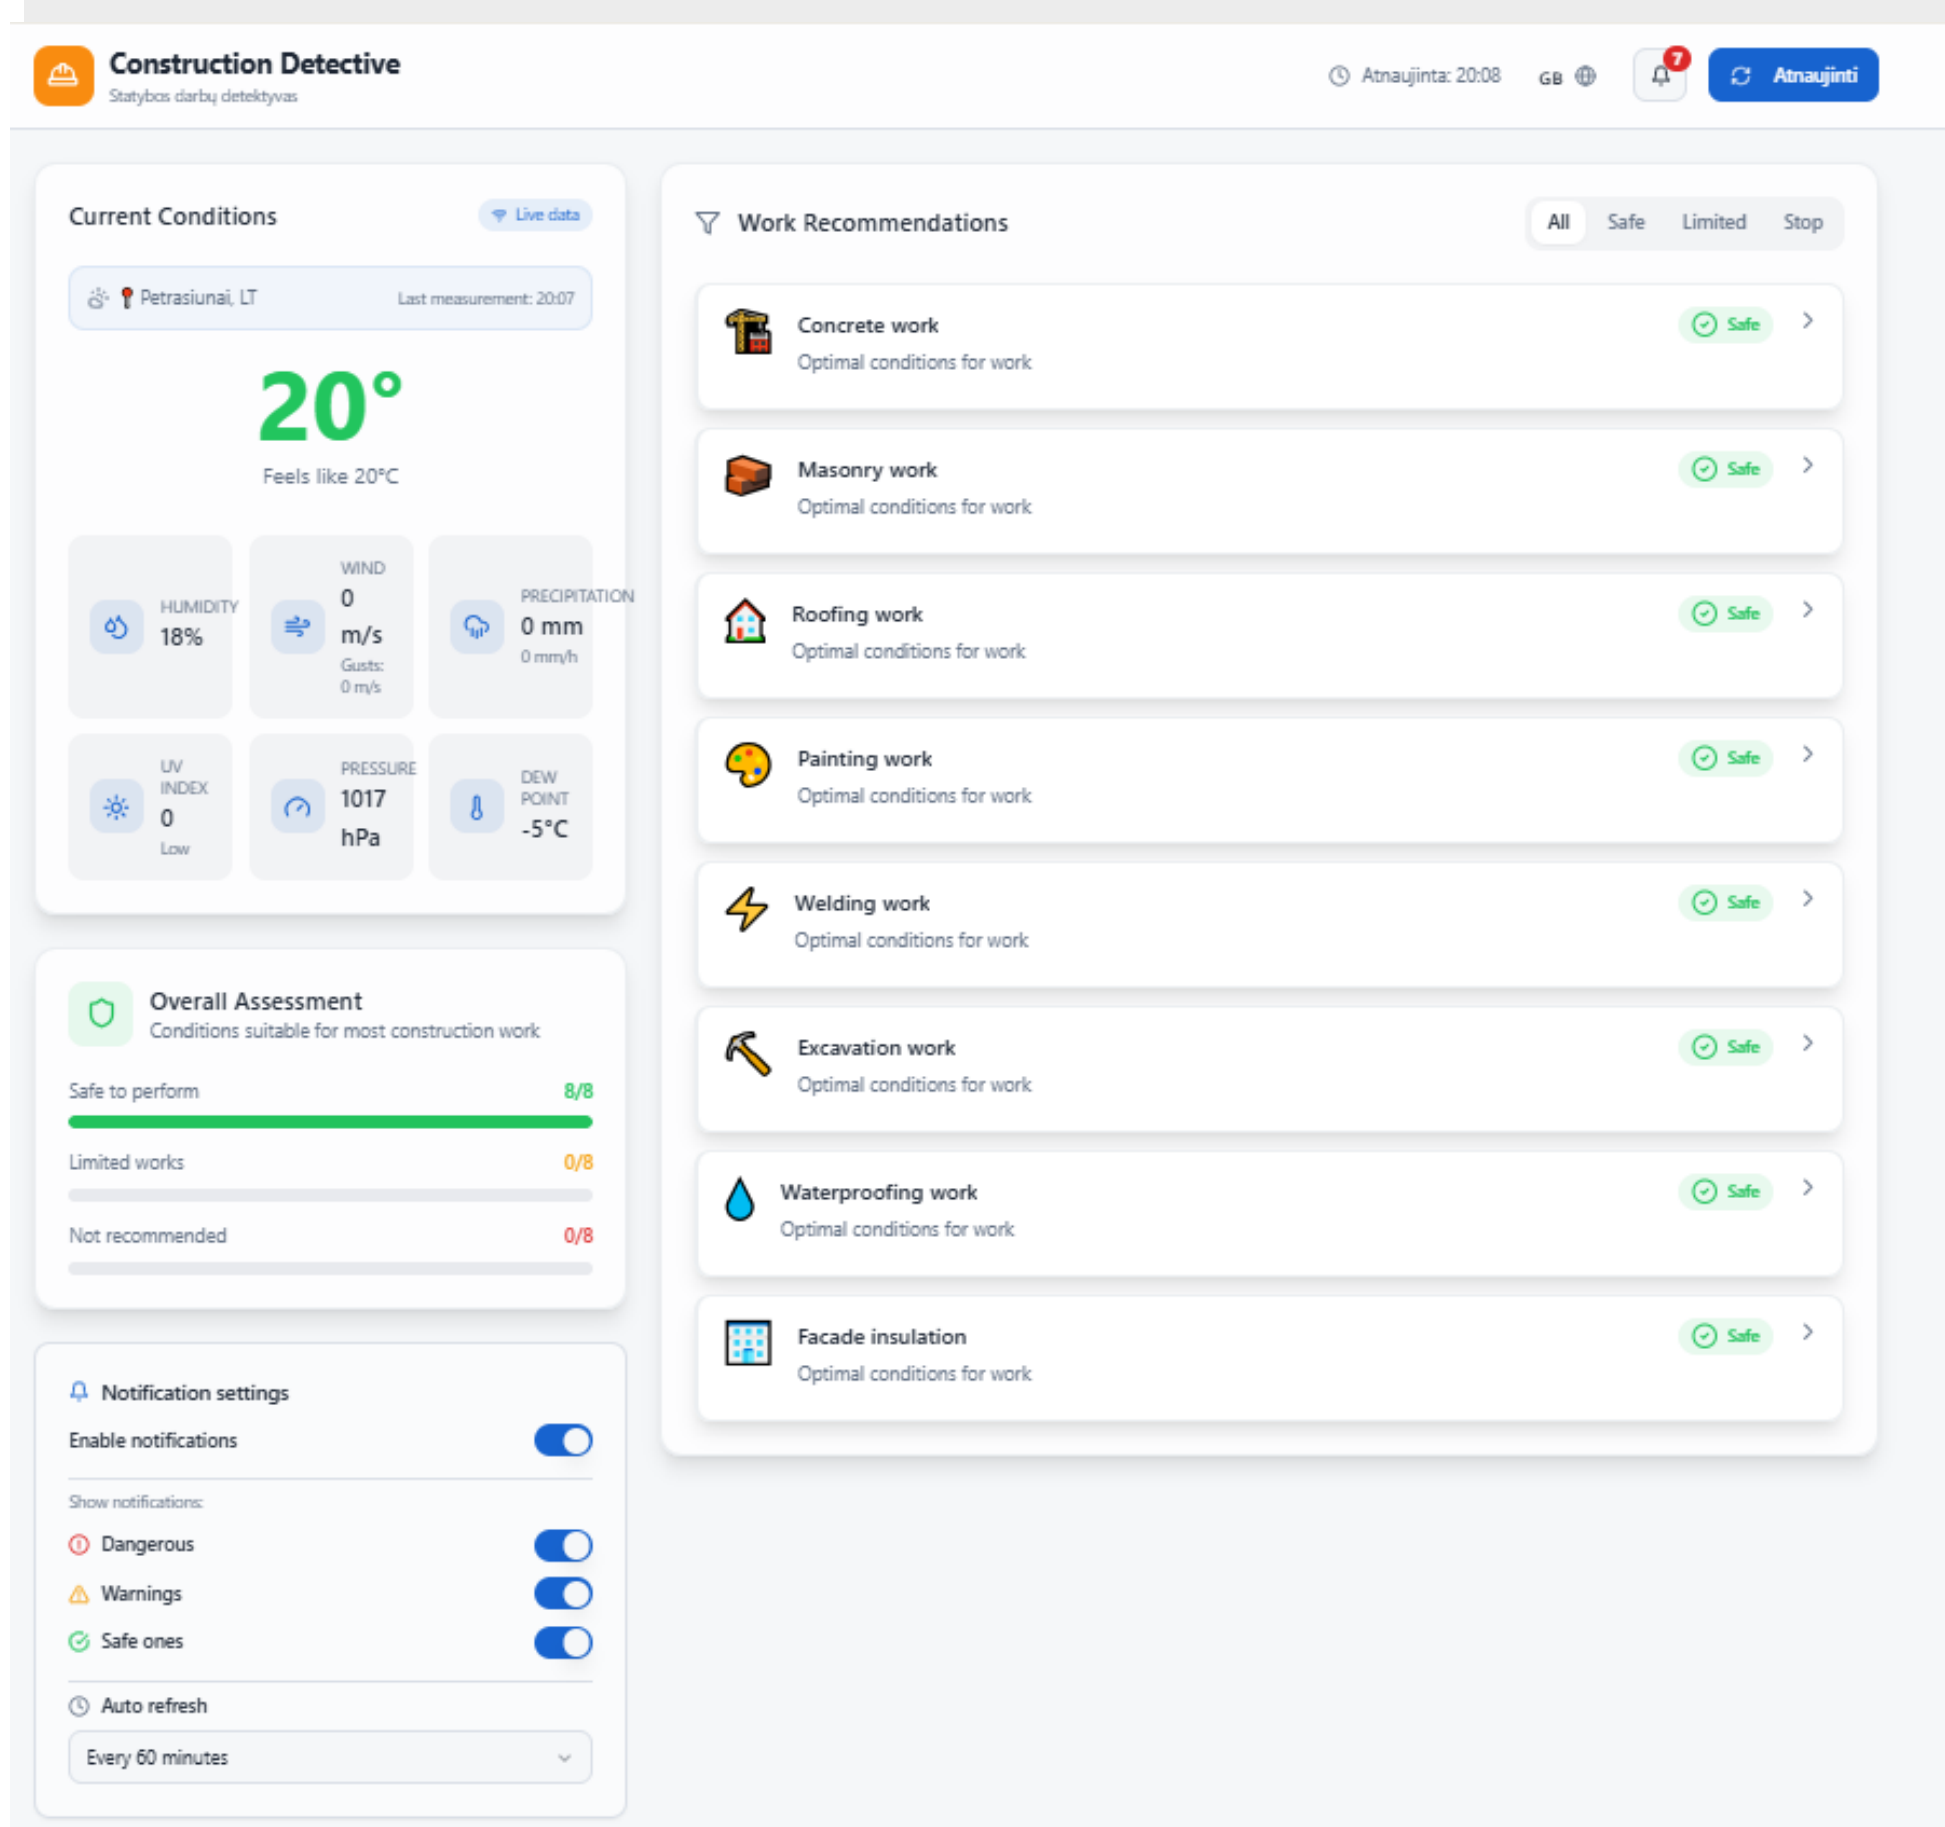 Construction Detective
Statybos darbų detektyvas
Atnaujinta: 20:08
GB
7
Atnaujinti
Current Conditions
Live data
Petrasiunai, LT
Last measurement: 20:07
20°
Feels like 20°C
HUMIDITY
18%
WIND
0
m/s
Gusts:
0 m/s
PRECIPITATION
0 mm
0 mm/h
UV
INDEX
0
Low
PRESSURE
1017
hPa
DEW
POINT
-5°C
Overall Assessment
Conditions suitable for most construction work
Safe to perform
8/8
Limited works
0/8
Not recommended
0/8
Notification settings
Enable notifications
Show notifications:
Dangerous
Warnings
Safe ones
Auto refresh
Every 60 minutes
Work Recommendations
All
Safe
Limited
Stop
Concrete work
Safe
Optimal conditions for work
Masonry work
Safe
Optimal conditions for work
Roofing work
Safe
Optimal conditions for work
Painting work
Safe
Optimal conditions for work
Welding work
Safe
Optimal conditions for work
Excavation work
Safe
Optimal conditions for work
Waterproofing work
Safe
Optimal conditions for work
Facade insulation
Safe
Optimal conditions for work